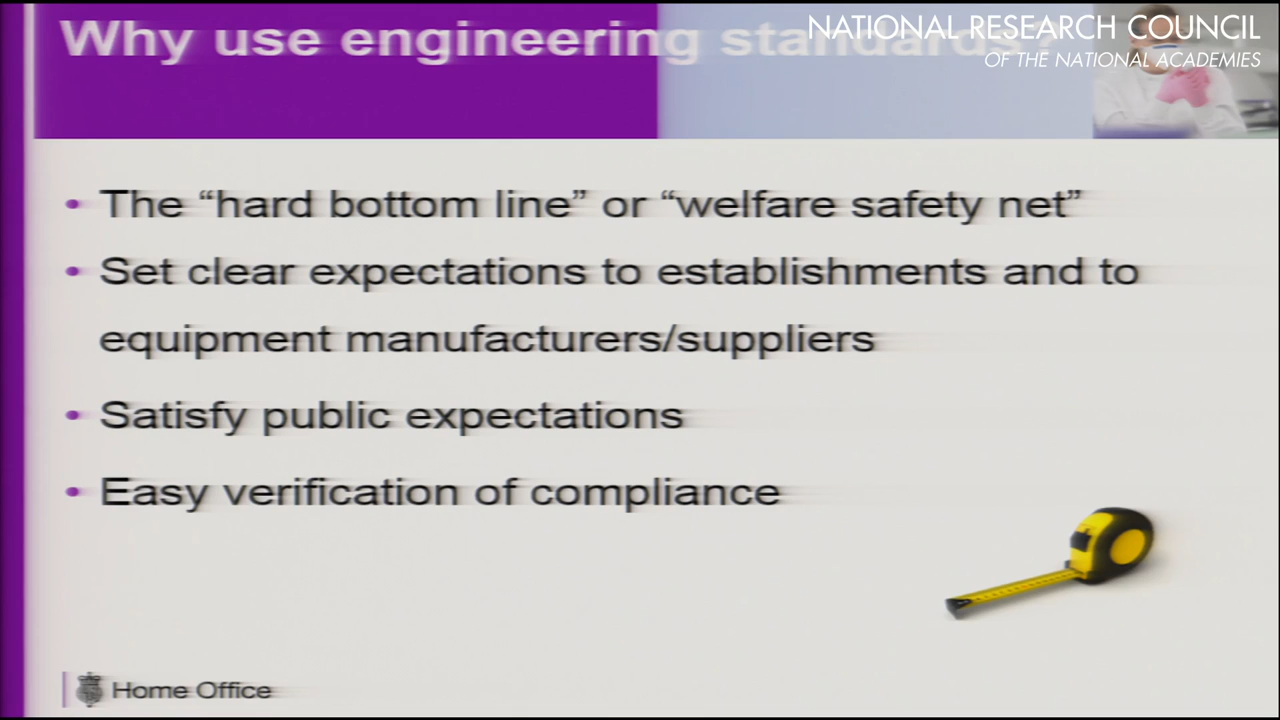 Why use engineering standards?
NATIONAL RESEARCH COUNCIL
OF THE NATIONAL ACADEMIES
• The “hard bottom line” or “welfare safety net”
• Set clear expectations to establishments and to
equipment manufacturers/suppliers
• Satisfy public expectations
• Easy verification of compliance
Home Office